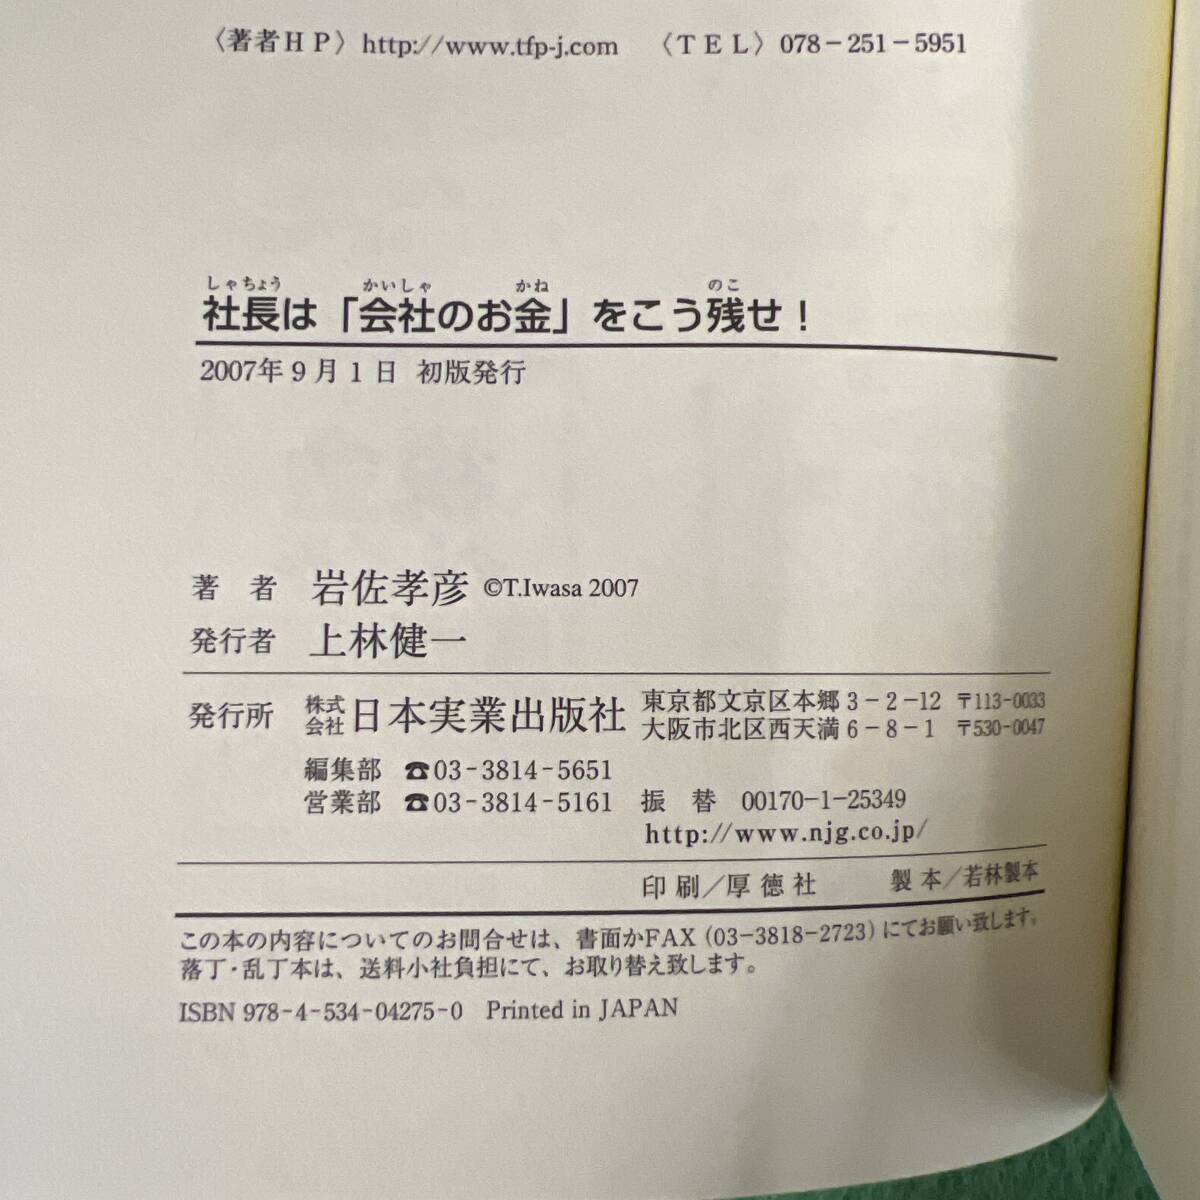 〈著者HP〉http://www.tfp-j.com 〈TEL〉078-251-5951
しゃちょう かいしゃ かね のこ
社長は「会社のお金」をこう残せ！
2007年9月1日 初版発行
著 者 岩佐孝彦 ©T.Iwasa 2007
発行者 上林健一
発行所 株式会社 日本実業出版社 東京都文京区本郷3-2-12 〒113-0033
大阪市北区西天満6-8-1 〒530-0047
編集部 ☎03-3814-5651
営業部 ☎03-3814-5161 振 替 00170-1-25349
http://www.njg.co.jp/
印刷／厚徳社 製本／若林製本
この本の内容についてのお問合せは、書面かFAX（03-3818-2723）にてお願い致します。
落丁・乱丁本は、送料小社負担にて、お取り替え致します。
ISBN 978-4-534-04275-0 Printed in JAPAN